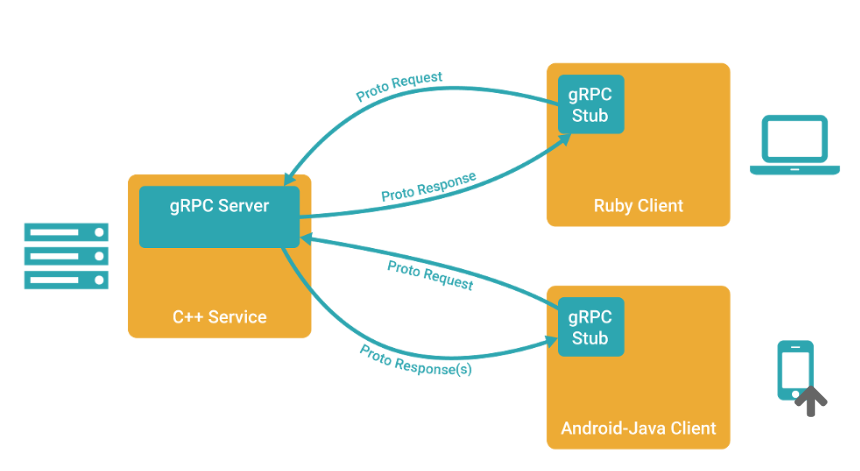 Proto Request
gRPC
Stub
Proto Response
Ruby Client
gRPC Server
C++ Service
Proto Request
gRPC
Stub
Proto Response(s)
Android-Java Client